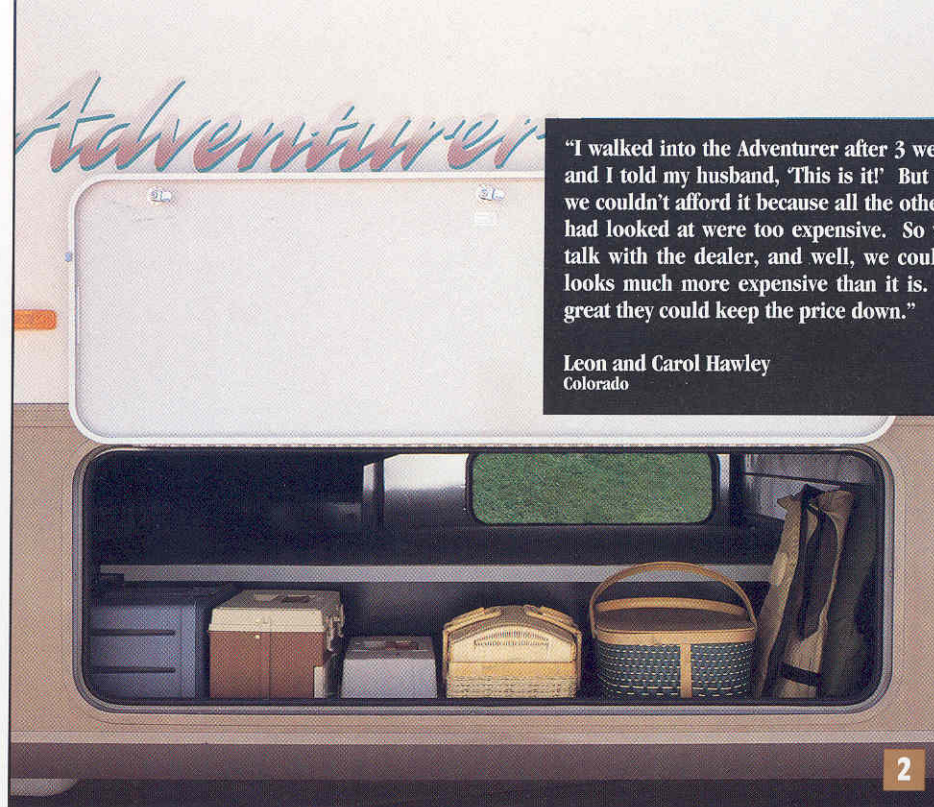 Adventurer
“I walked into the Adventurer after 3 we
and I told my husband, ‘This is it!’ But
we couldn’t afford it because all the othe
had looked at were too expensive. So
talk with the dealer, and well, we coul
looks much more expensive than it is.
great they could keep the price down.”
Leon and Carol Hawley
Colorado
2